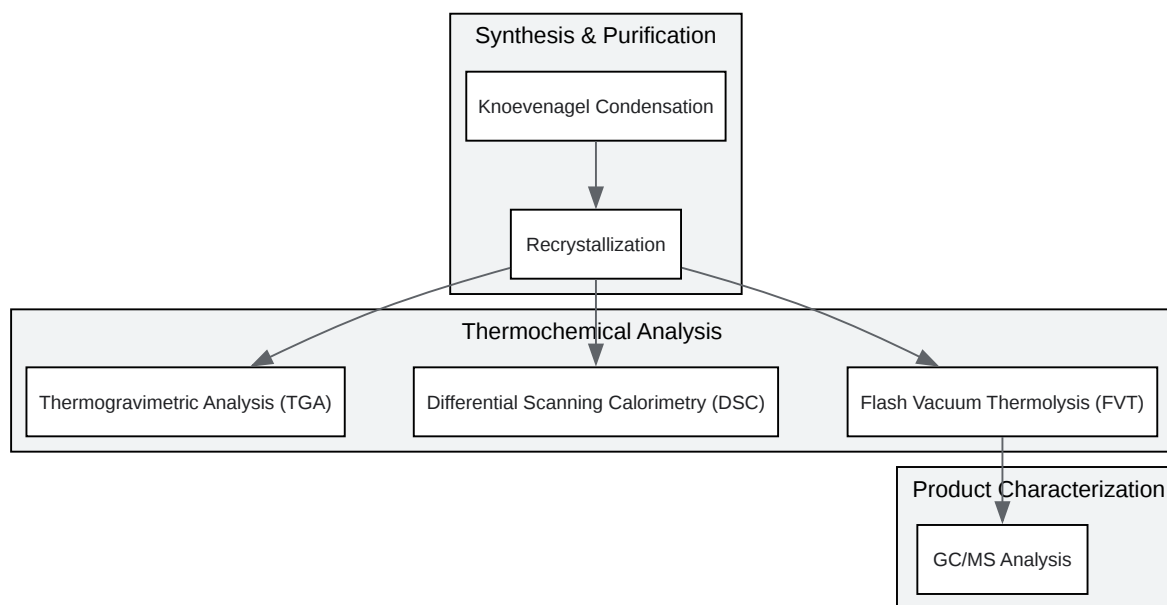 Synthesis & Purification
Knoevenagel Condensation
Recrystallization
Thermochemical Analysis
Thermogravimetric Analysis (TGA)
Differential Scanning Calorimetry (DSC)
Flash Vacuum Thermolysis (FVT)
Product Characterization
GC/MS Analysis